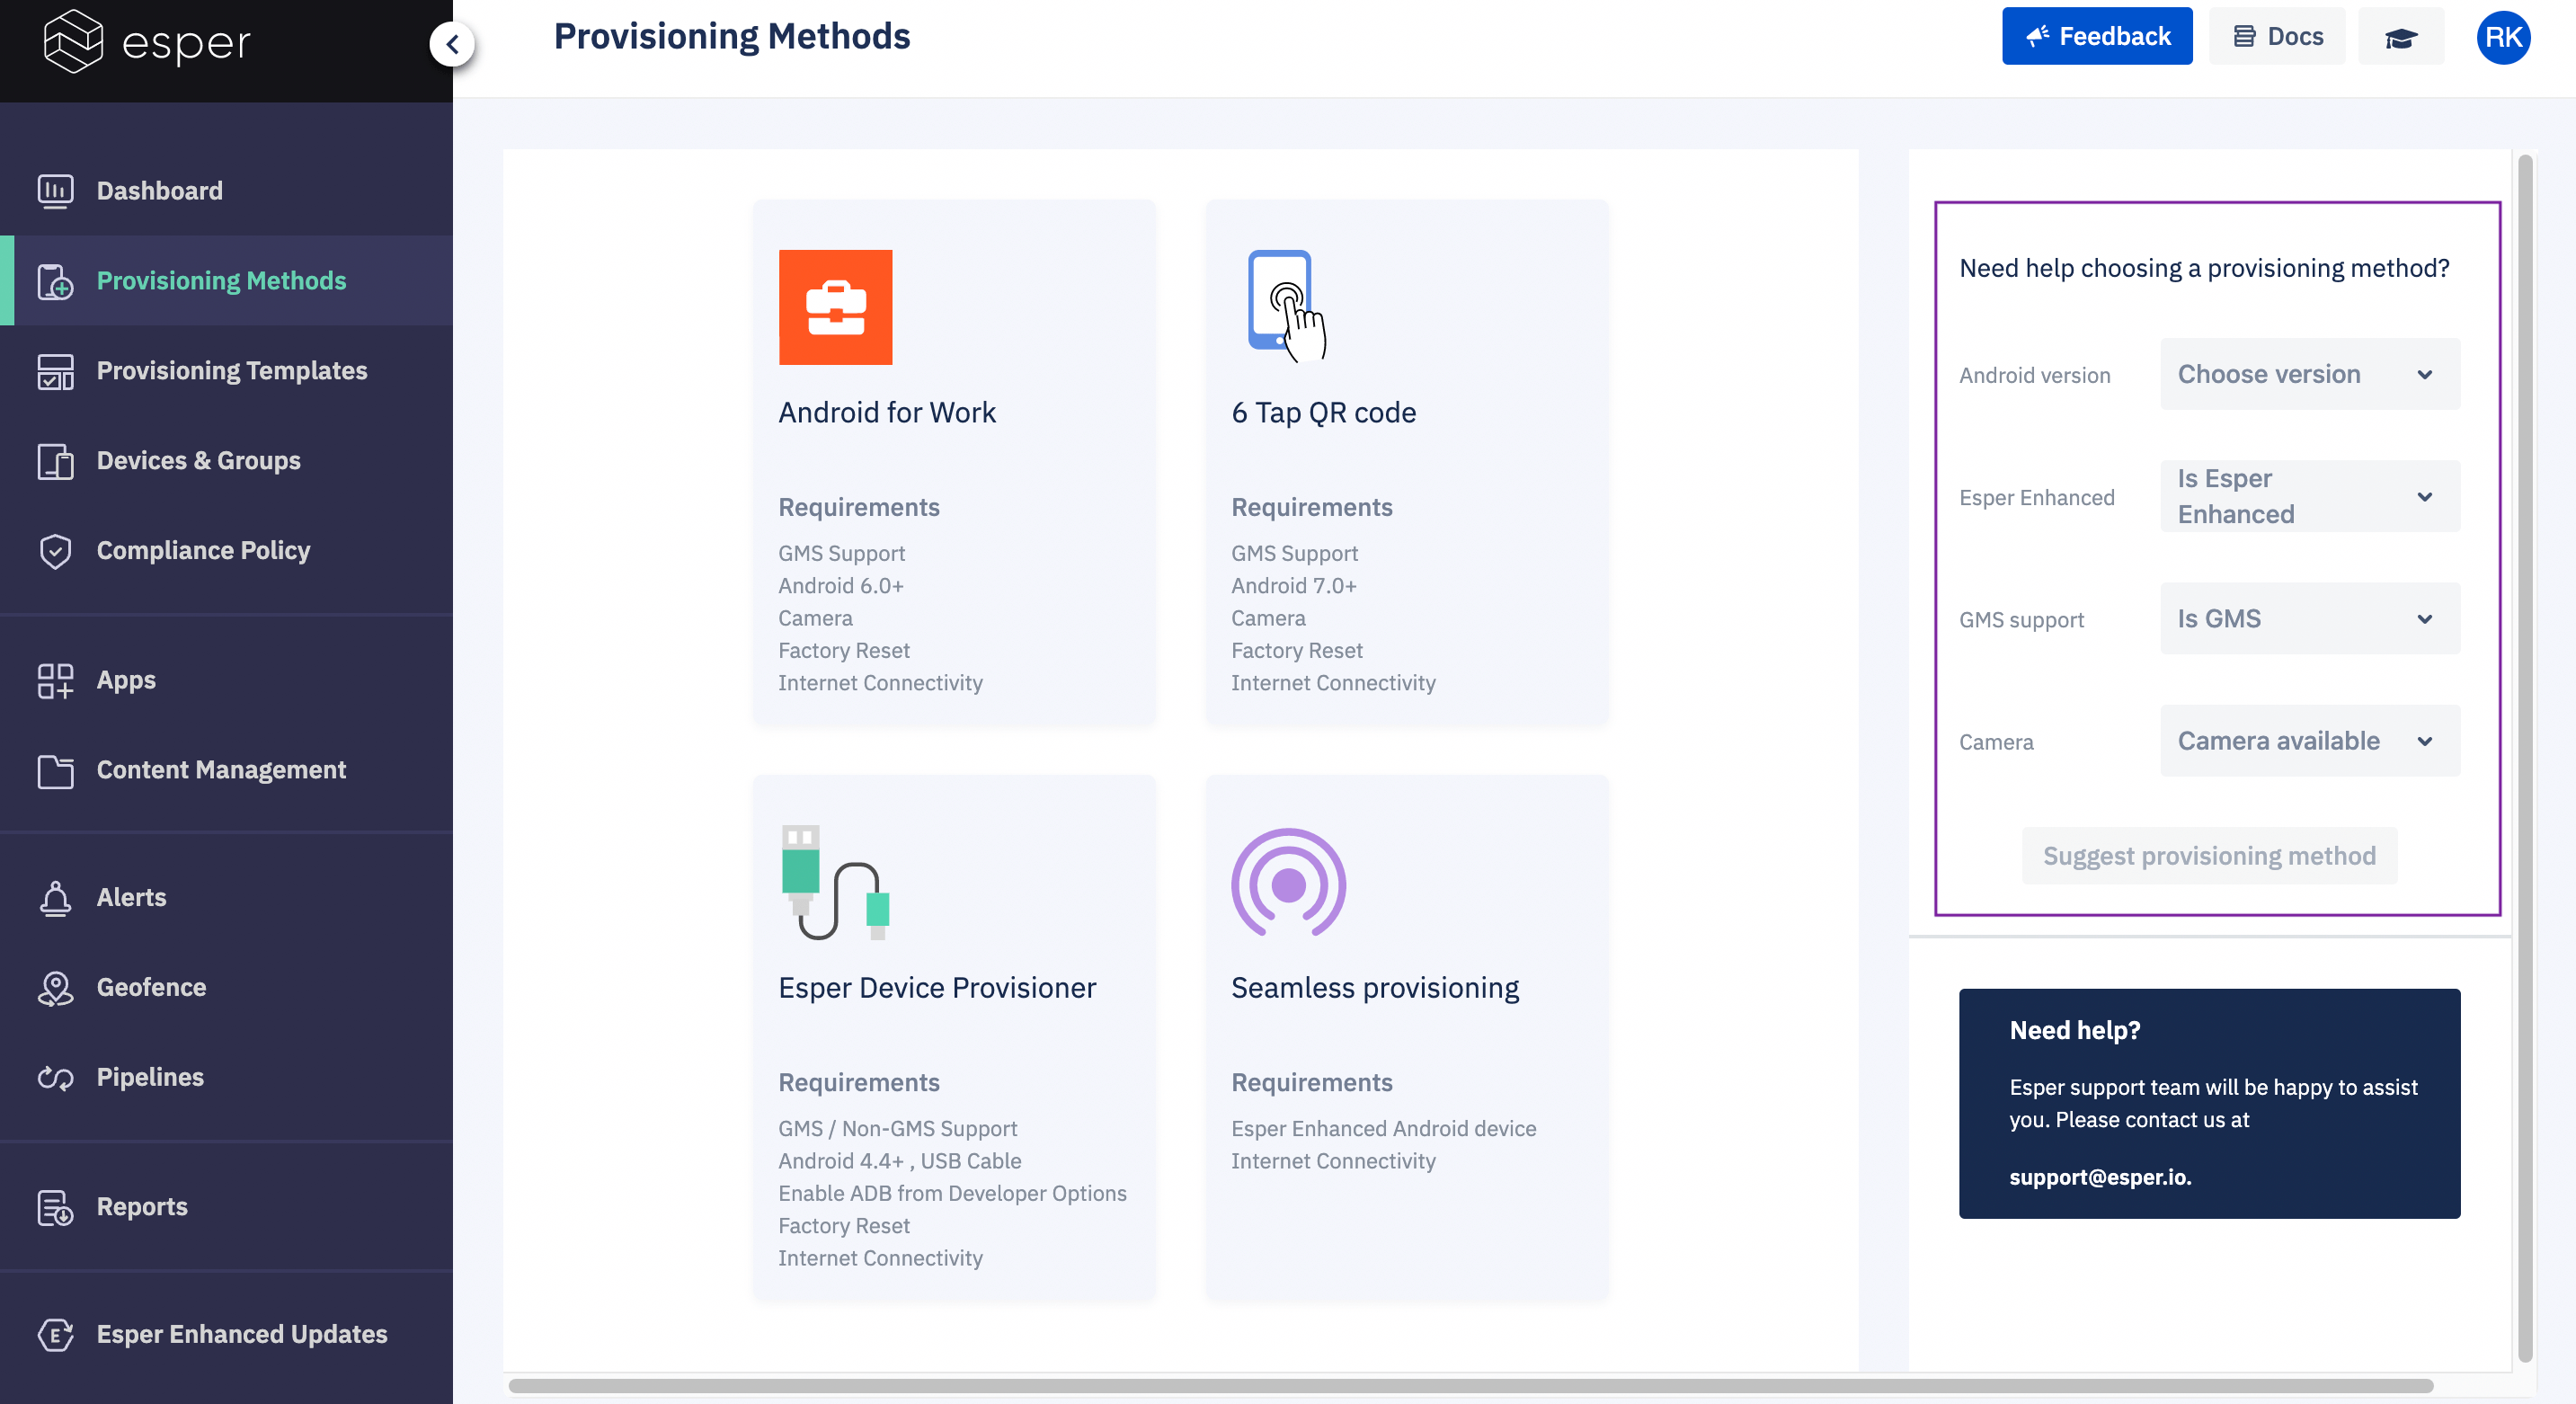 esper
Provisioning Methods
Feedback
Docs
RK
Dashboard
Provisioning Methods
Provisioning Templates
Devices & Groups
Compliance Policy
Apps
Content Management
Alerts
Geofence
Pipelines
Reports
E
Esper Enhanced Updates
Android for Work
Requirements
GMS Support
Android 6.0+
Camera
Factory Reset
Internet Connectivity
6 Tap QR code
Requirements
GMS Support
Android 7.0+
Camera
Factory Reset
Internet Connectivity
Esper Device Provisioner
Requirements
GMS / Non-GMS Support
Android 4.4+ , USB Cable
Enable ADB from Developer Options
Factory Reset
Internet Connectivity
Seamless provisioning
Requirements
Esper Enhanced Android device
Internet Connectivity
Need help choosing a provisioning method?
Android version
Choose version
Esper Enhanced
Is Esper
Enhanced
GMS support
Is GMS
Camera
Camera available
Suggest provisioning method
Need help?
Esper support team will be happy to assist
you. Please contact us at
support@esper.io.